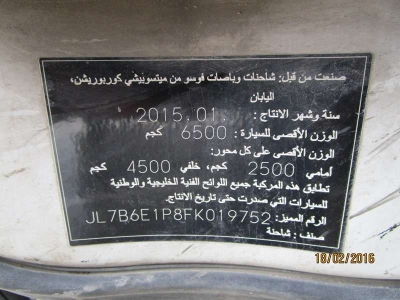 صنعت من قبل: شاحنات وباصات فوسو من ميتسوبيشي كوربوريشن،
اليابان
سنة وشهر الانتاج : 2015.01.
الوزن الأقصى للسيارة : 6500 كجم
الوزن الأقصى على كل محور:
أمامي 2500 كجم، خلفي 4500 كجم
تطابق هذه المركبة جميع اللوائح الفنية الخليجية والوطنية
للسيارات التي صدرت حتى تاريخ الانتاج.
الرقم المميز: JL7B6E1P8FK019752
صنف : شاحنة
18/02/2016